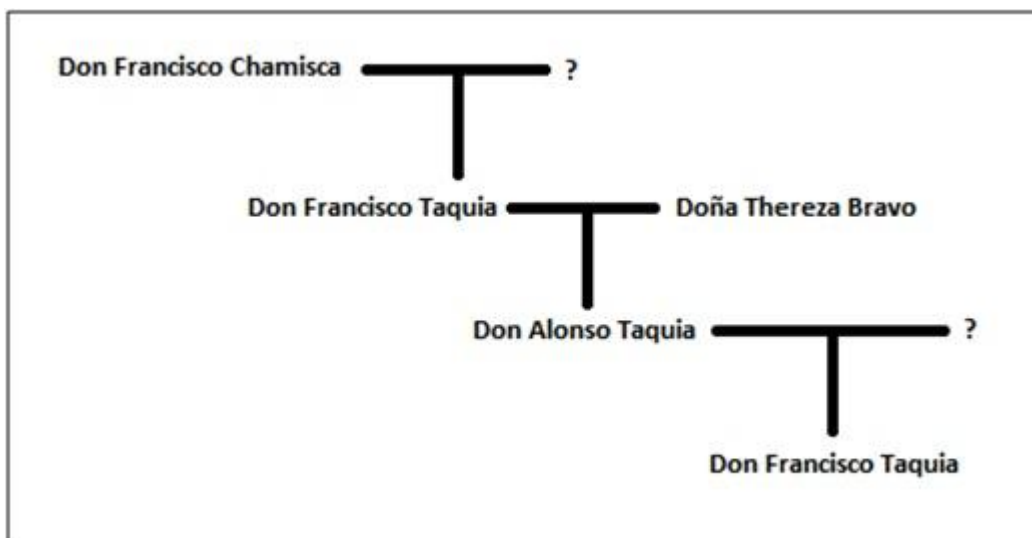 Don Francisco Chamisca ?
Don Francisco Taquia Doña Thereza Bravo
Don Alonso Taquia ?
Don Francisco Taquia